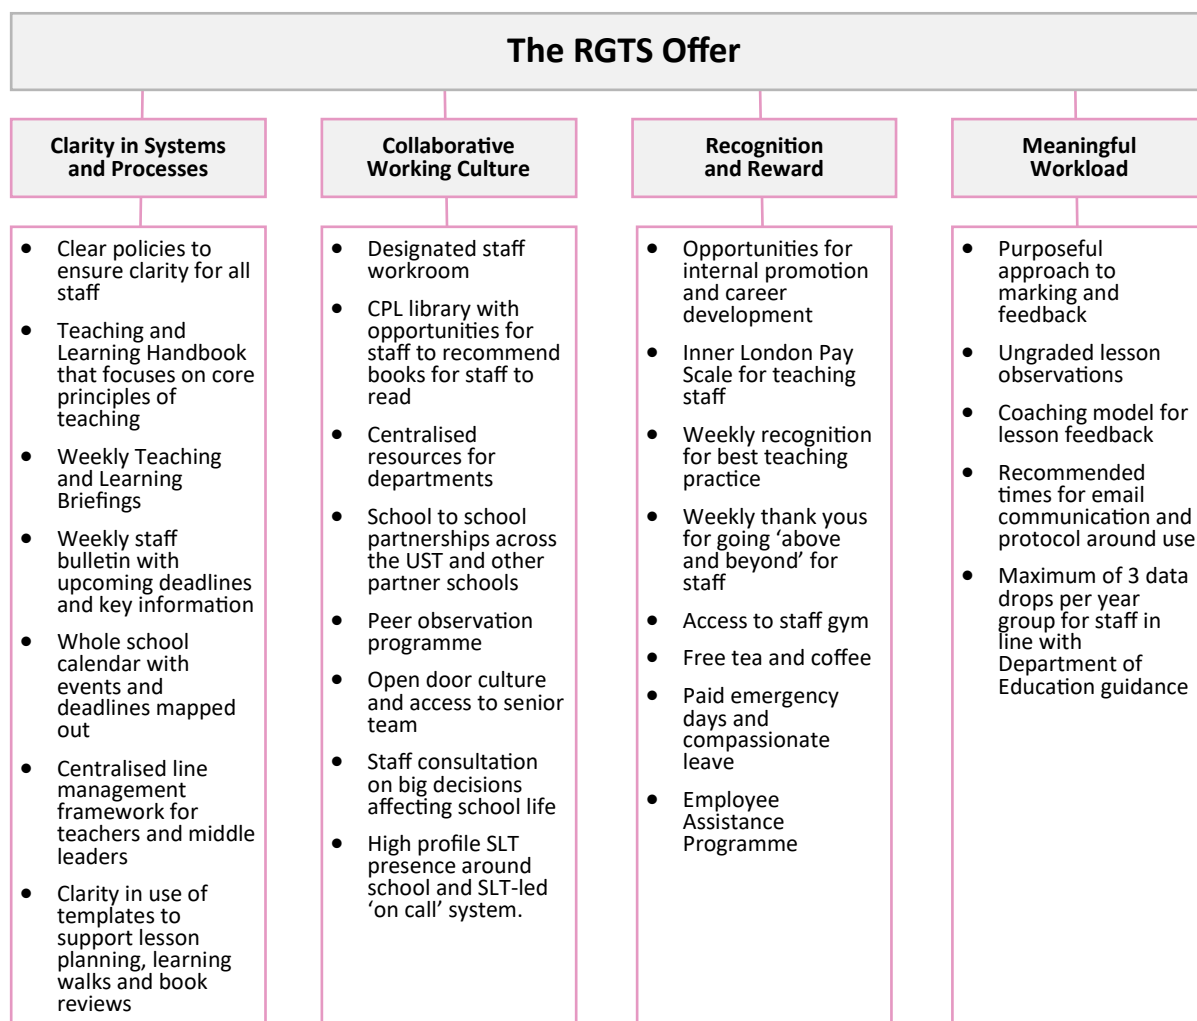 The RGTS Offer
Clarity in Systems
and Processes
• Clear policies to
ensure clarity for all
staff
• Teaching and
Learning Handbook
that focuses on core
principles of
teaching
• Weekly Teaching
and Learning
Briefings
• Weekly staff
bulletin with
upcoming deadlines
and key information
• Whole school
calendar with
events and
deadlines mapped
out
• Centralised line
management
framework for
teachers and middle
leaders
• Clarity in use of
templates to
support lesson
planning, learning
walks and book
reviews
Collaborative
Working Culture
• Designated staff
workroom
• CPL library with
opportunities for
staff to recommend
books for staff to
read
• Centralised
resources for
departments
• School to school
partnerships across
the UST and other
partner schools
• Peer observation
programme
• Open door culture
and access to senior
team
• Staff consultation
on big decisions
affecting school life
• High profile SLT
presence around
school and SLT-led
‘on call’ system.
Recognition
and Reward
• Opportunities for
internal promotion
and career
development
• Inner London Pay
Scale for teaching
staff
• Weekly recognition
for best teaching
practice
• Weekly thank yous
for going ‘above
and beyond’ for
staff
• Access to staff gym
• Free tea and coffee
• Paid emergency
days and
compassionate
leave
• Employee
Assistance
Programme
Meaningful
Workload
• Purposeful
approach to
marking and
feedback
• Ungraded lesson
observations
• Coaching model for
lesson feedback
• Recommended
times for email
communication and
protocol around use
• Maximum of 3 data
drops per year
group for staff in
line with
Department of
Education guidance